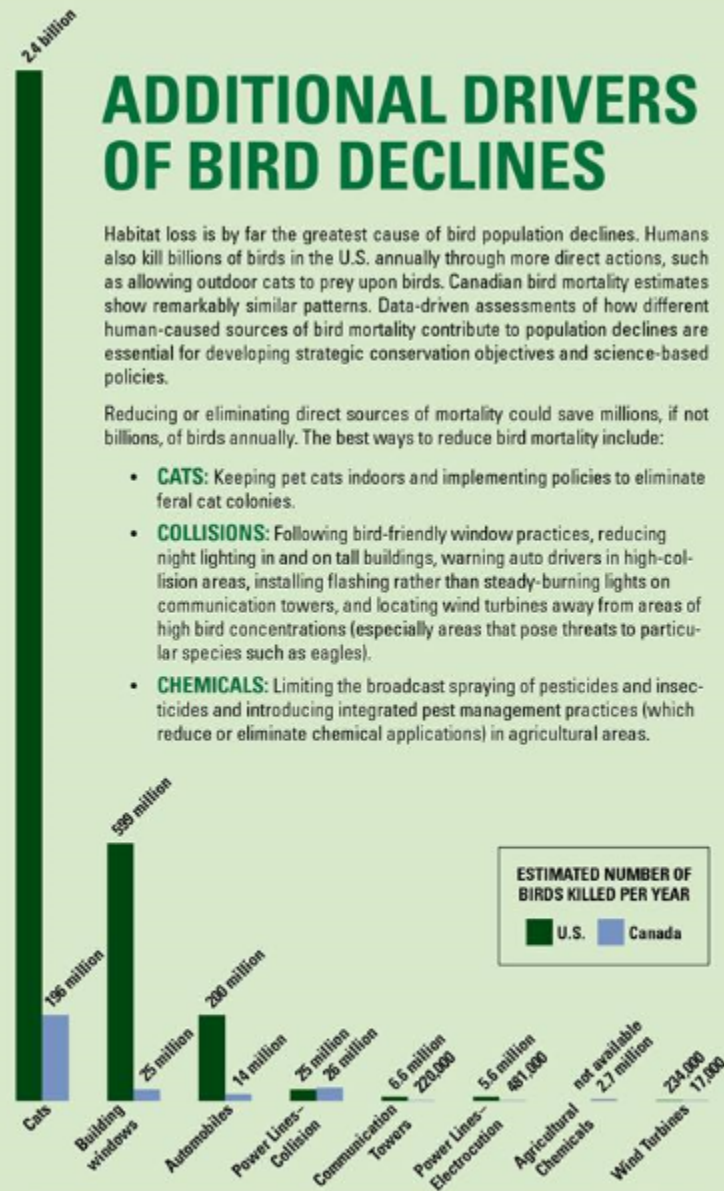 2.4 billion
ADDITIONAL DRIVERS
OF BIRD DECLINES
Habitat loss is by far the greatest cause of bird population declines. Humans
also kill billions of birds in the U.S. annually through more direct actions, such
as allowing outdoor cats to prey upon birds. Canadian bird mortality estimates
show remarkably similar patterns. Data-driven assessments of how different
human-caused sources of bird mortality contribute to population declines are
essential for developing strategic conservation objectives and science-based
policies.
Reducing or eliminating direct sources of mortality could save millions, if not
billions, of birds annually. The best ways to reduce bird mortality include:
• CATS: Keeping pet cats indoors and implementing policies to eliminate
feral cat colonies.
• COLLISIONS: Following bird-friendly window practices, reducing
night lighting in and on tall buildings, warning auto drivers in high-col-
lision areas, installing flashing rather than steady-burning lights on
communication towers, and locating wind turbines away from areas of
high bird concentrations (especially areas that pose threats to particu-
lar species such as eagles).
• CHEMICALS: Limiting the broadcast spraying of pesticides and insec-
ticides and introducing integrated pest management practices (which
reduce or eliminate chemical applications) in agricultural areas.
ESTIMATED NUMBER OF
BIRDS KILLED PER YEAR
U.S. Canada
196 million
599 million
25 million
200 million
14 million
25 million
26 million
6.6 million
220,000
5.6 million
481,000
not available
2.7 million
234,000
17,000
Cats
Building
windows
Automobiles
Power Lines–
Collision
Communication
Towers
Power Lines–
Electrocution
Agricultural
Chemicals
Wind Turbines